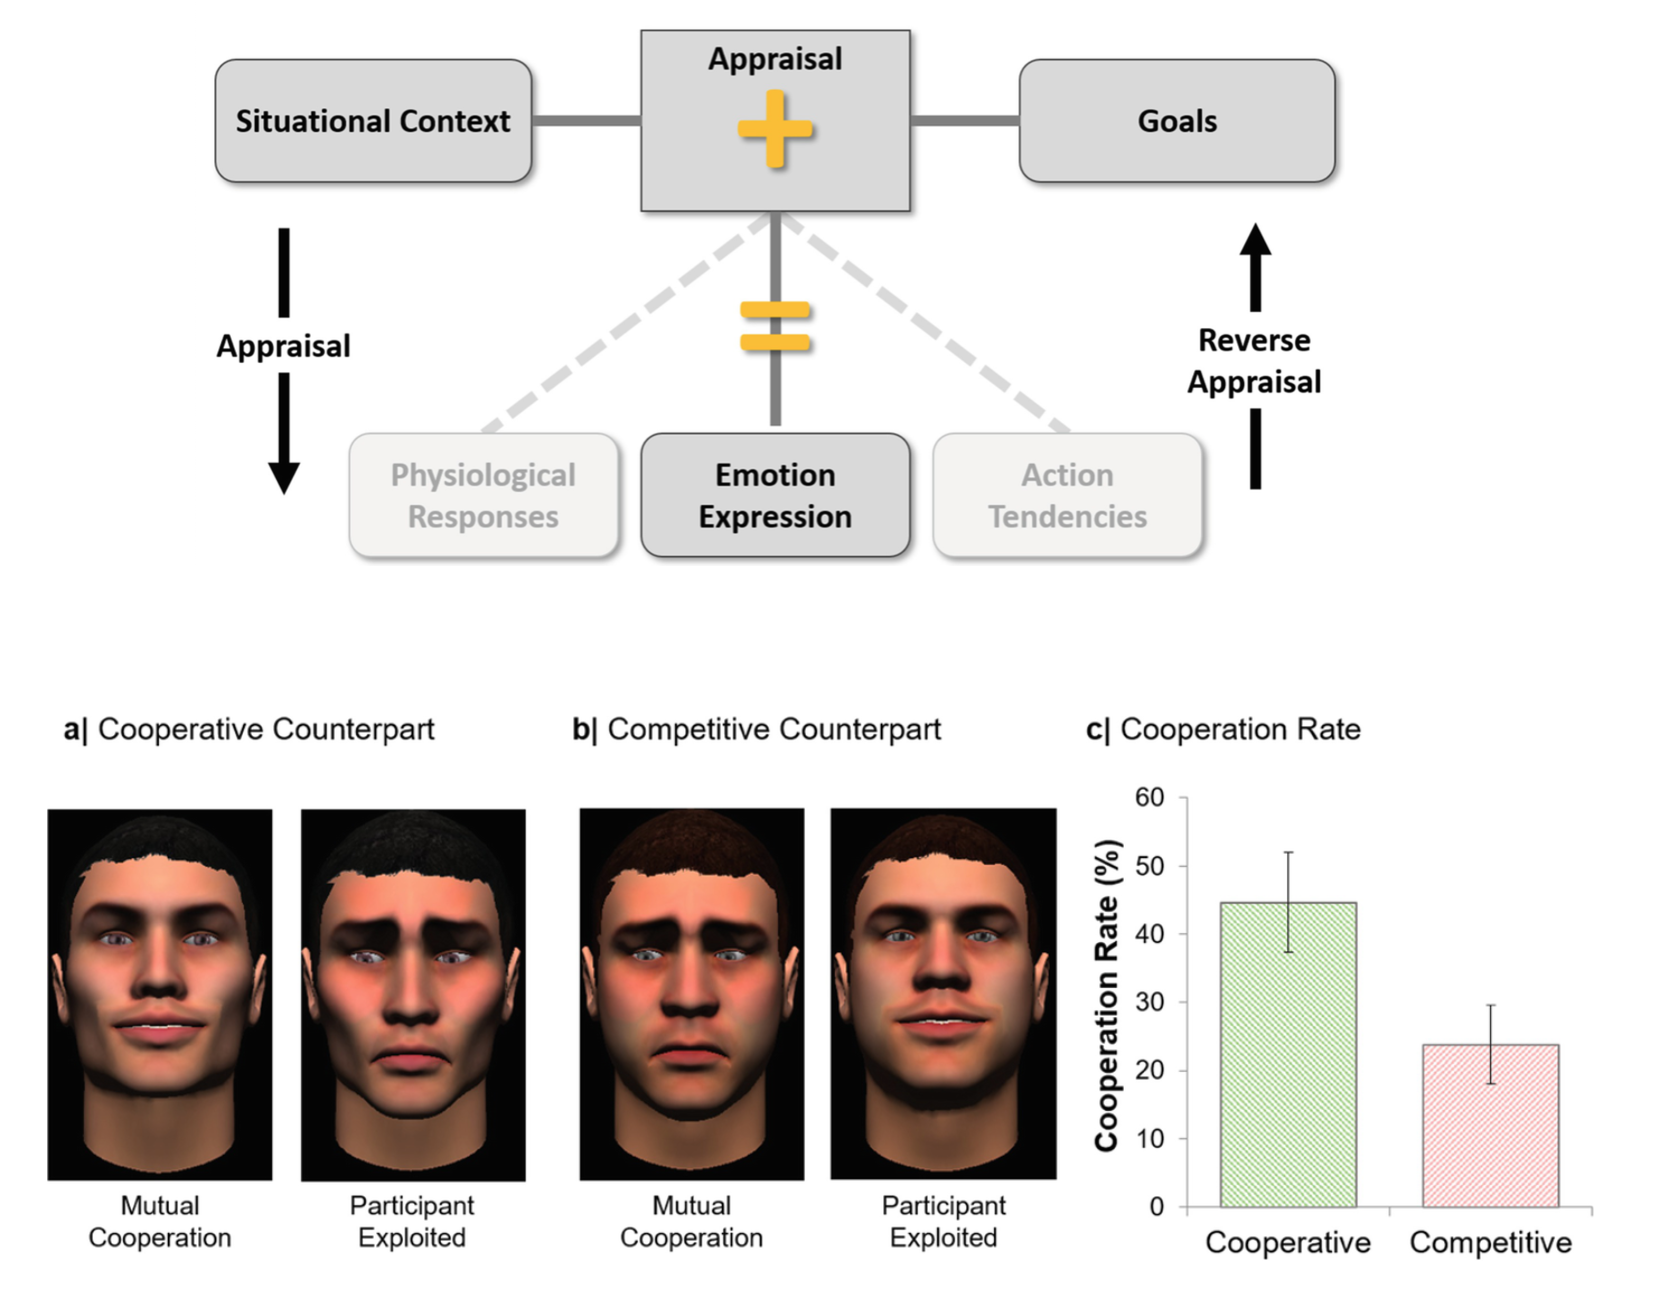 Appraisal
Situational Context
Goals
Appraisal
Reverse
Appraisal
Physiological
Responses
Emotion
Expression
Action
Tendencies
a| Cooperative Counterpart
b| Competitive Counterpart
c| Cooperation Rate
Mutual
Cooperation
Participant
Exploited
Mutual
Cooperation
Participant
Exploited
Cooperation Rate (%)
60
50
40
30
20
10
0
Cooperative
Competitive